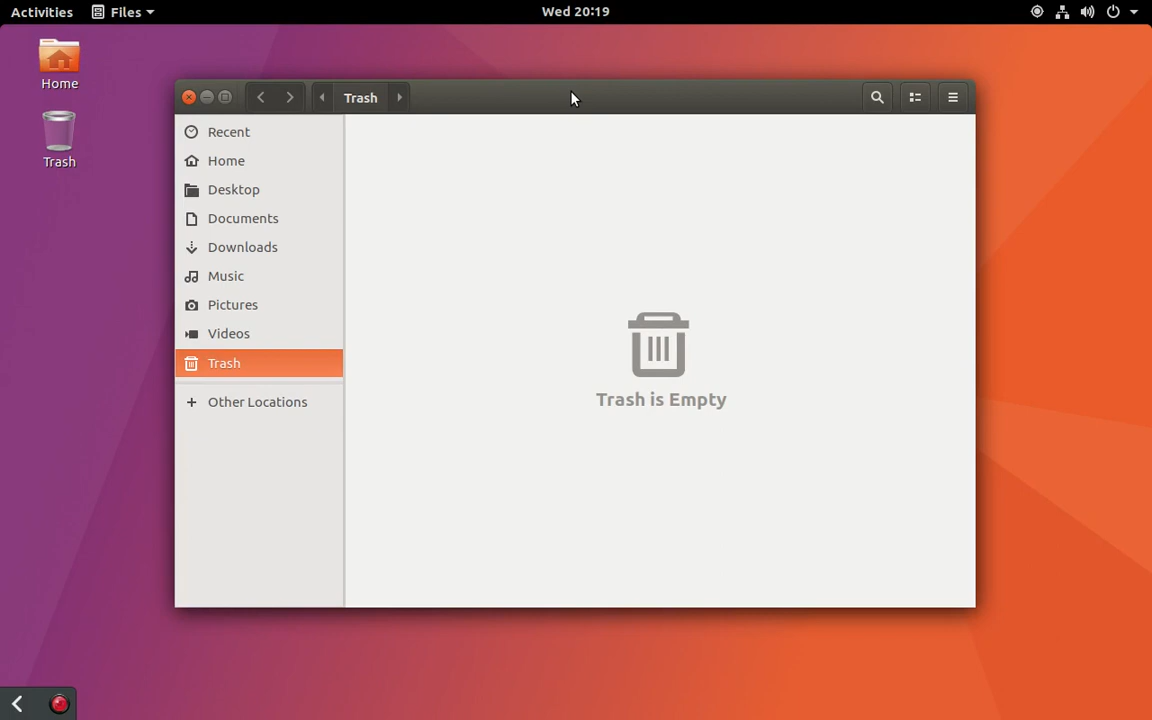 Activities
Files
Wed 20:19
Home
Trash
Trash
Recent
Home
Desktop
Documents
Downloads
Music
Pictures
Videos
Trash
Other Locations
Trash is Empty